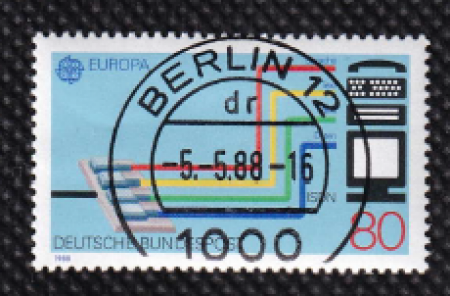 EUROPA
BERLIN 12
dr
-5.-5.88-16
ISDN
80
DEUTSCHE BUNDESPOST
1000
1988